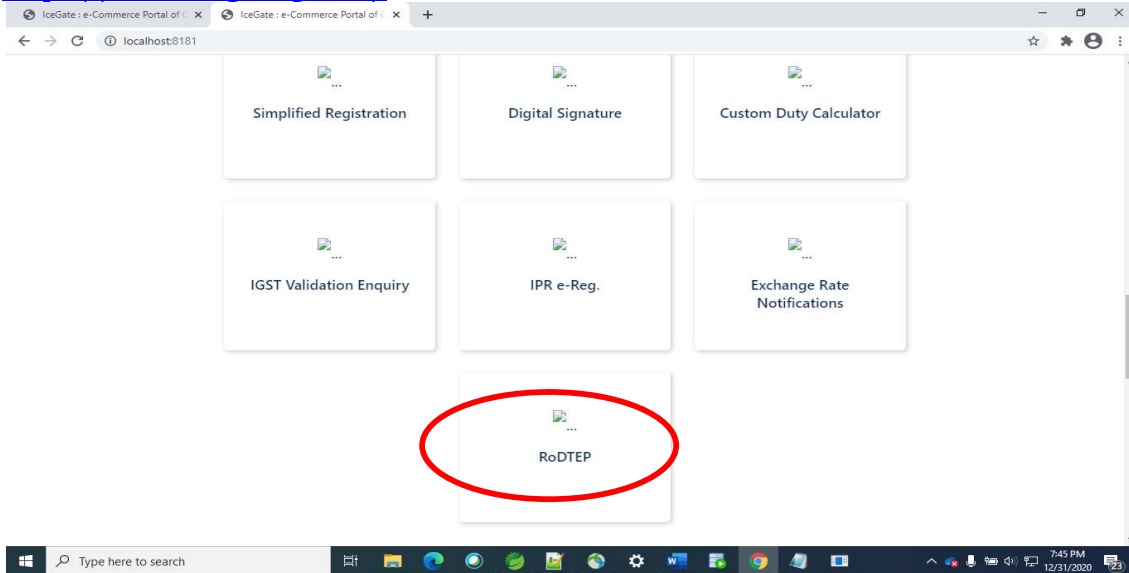 IceGate : e-Commerce Portal of C
IceGate : e-Commerce Portal of C
localhost:8181
...
...
...
Simplified Registration
Digital Signature
Custom Duty Calculator
...
...
...
IGST Validation Enquiry
IPR e-Reg.
Exchange Rate
Notifications
...
RoDTEP
Type here to search
7:45 PM
12/31/2020
23